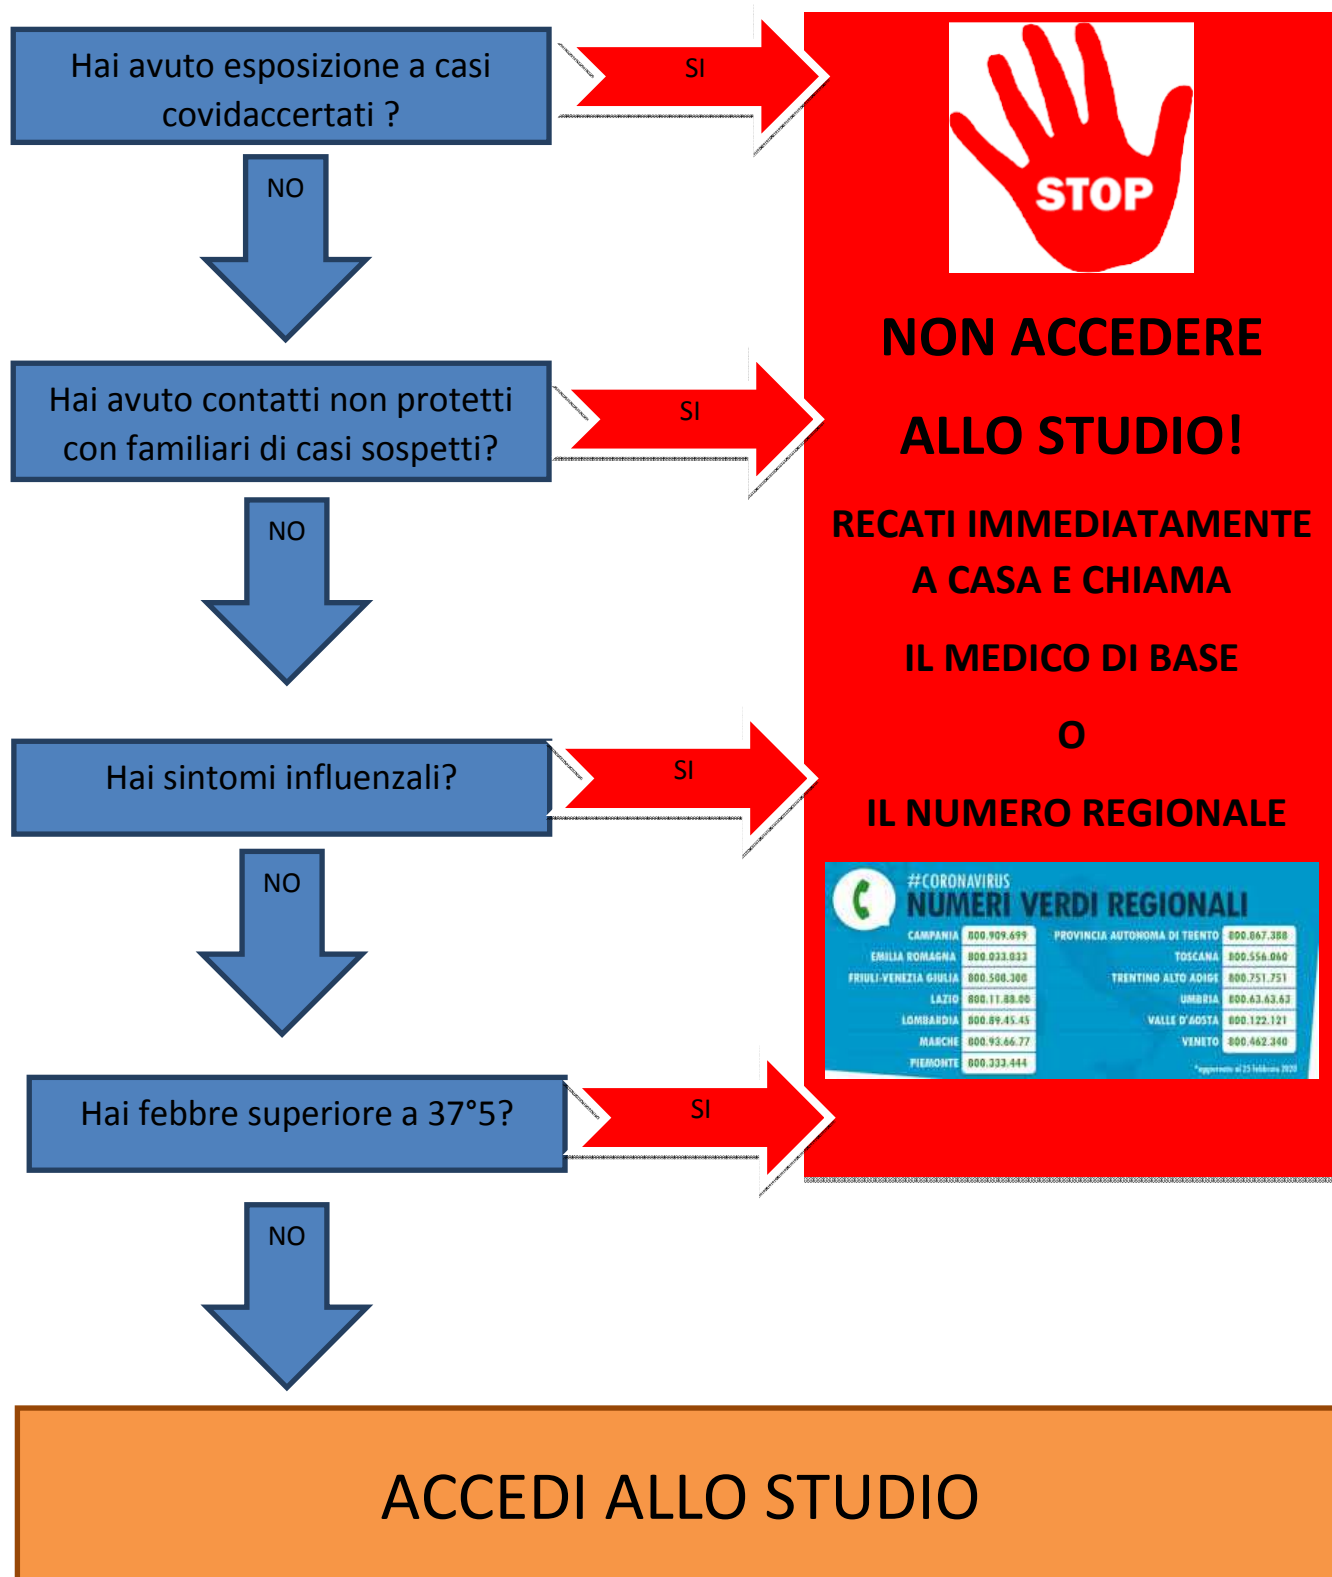 Hai avuto esposizione a casi
covidaccertati ?
SI
NO
Hai avuto contatti non protetti
con familiari di casi sospetti?
SI
NO
Hai sintomi influenzali?
SI
NO
Hai febbre superiore a 37°5?
SI
NO
STOP
NON ACCEDERE
ALLO STUDIO!
RECATI IMMEDIATAMENTE
A CASA E CHIAMA
IL MEDICO DI BASE
O
IL NUMERO REGIONALE
#CORONAVIRUS
NUMERI VERDI REGIONALI
CAMPANIA 800.909.699
EMILIA ROMAGNA 800.033.033
FRIULI-VENEZIA GIULIA 800.500.300
LAZIO 800.11.88.00
LOMBARDIA 800.89.45.45
MARCHE 800.93.66.77
PIEMONTE 800.333.444
PROVINCIA AUTONOMA DI TRENTO 800.867.388
TOSCANA 800.556.060
TRENTINO ALTO ADIGE 800.751.751
UMBRIA 800.63.63.63
VALLE D'AOSTA 800.122.121
VENETO 800.462.340
*aggiornato al 25 febbraio 2020
ACCEDI ALLO STUDIO